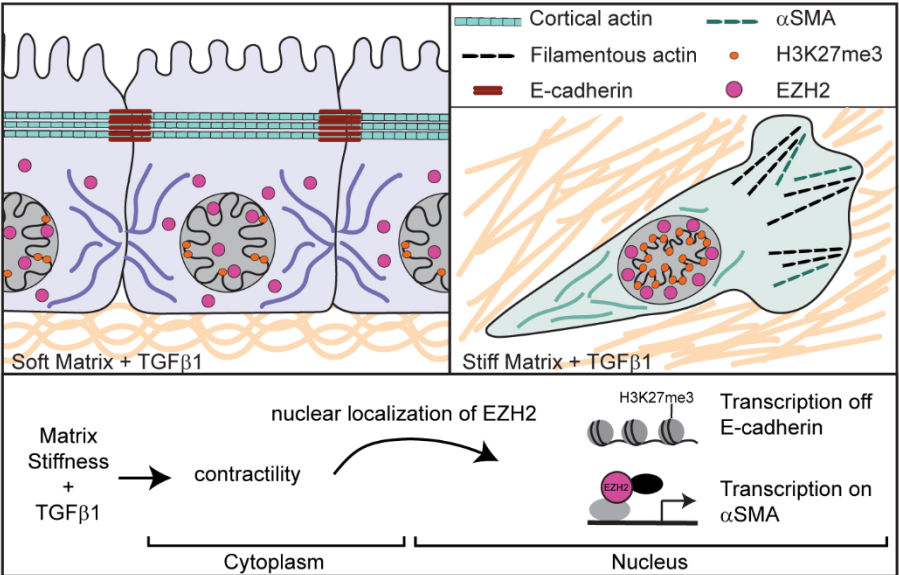 Cortical actin
αSMA
Filamentous actin
H3K27me3
E-cadherin
EZH2
Soft Matrix + TGFβ1
Stiff Matrix + TGFβ1
Matrix
Stiffness
+
TGFβ1
contractility
nuclear localization of EZH2
H3K27me3
Transcription off
E-cadherin
EZH2
Transcription on
αSMA
Cytoplasm
Nucleus